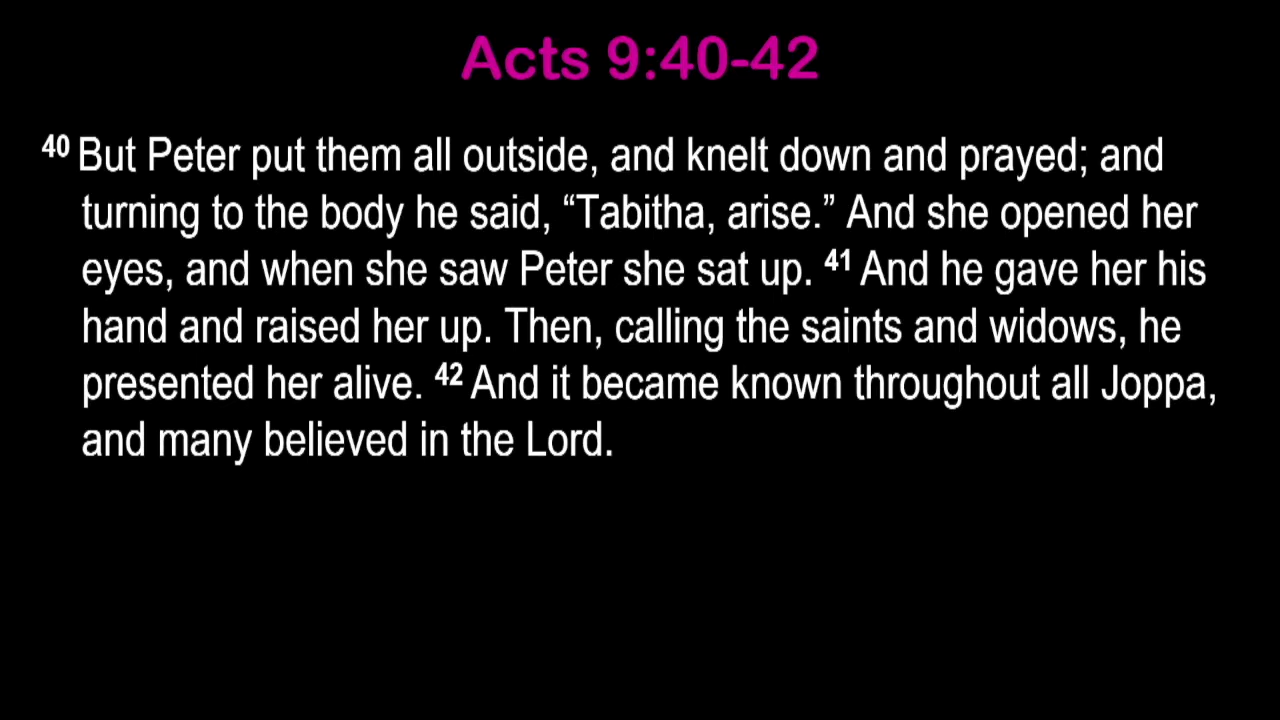 Acts 9:40-42
40 But Peter put them all outside, and knelt down and prayed; and
turning to the body he said, “Tabitha, arise.” And she opened her
eyes, and when she saw Peter she sat up. 41 And he gave her his
hand and raised her up. Then, calling the saints and widows, he
presented her alive. 42 And it became known throughout all Joppa,
and many believed in the Lord.